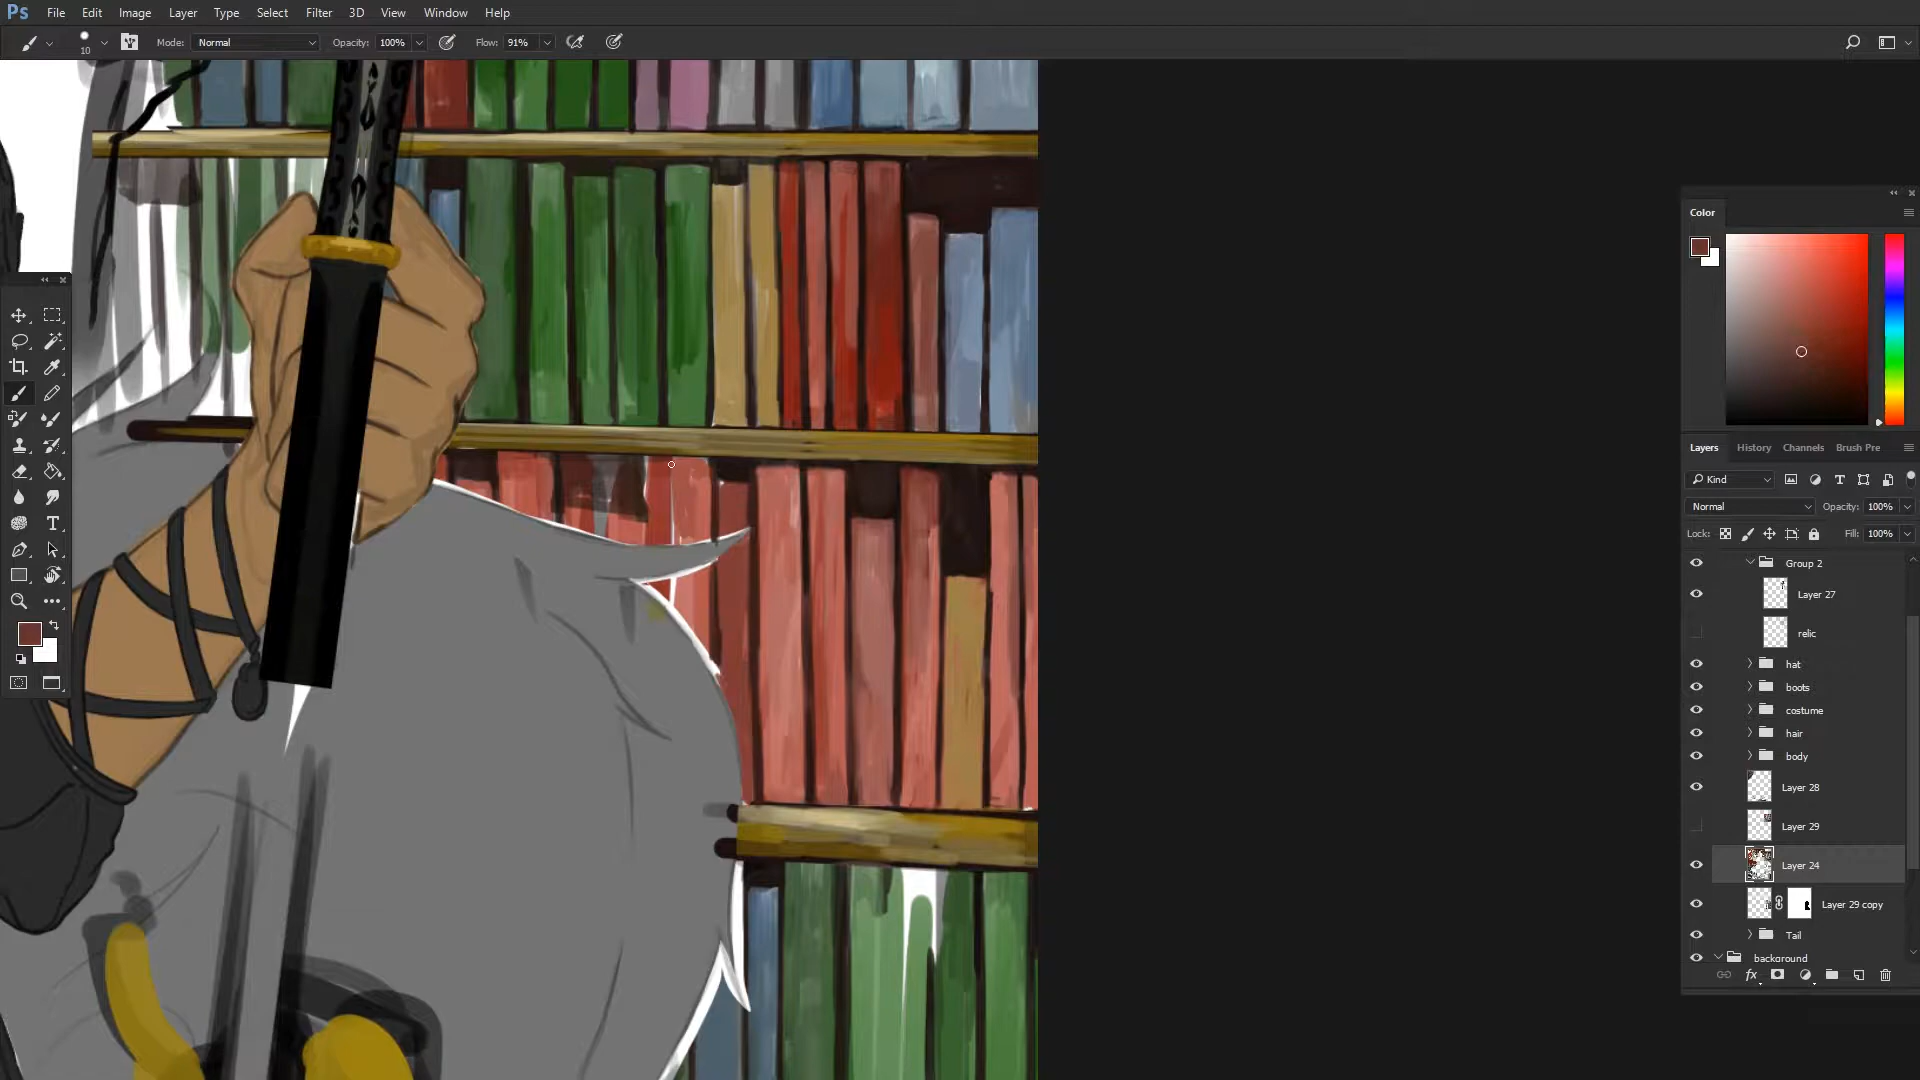 Ps File Edit Image Layer Type Select Filter 3D View Window Help
10 Mode: Normal Opacity: 100% Flow: 91%
Color
Layers History Channels Brush Pre
Kind
Normal Opacity: 100%
Lock: Fill: 100%
Group 2
Layer 27
relic
hat
boots
costume
hair
body
Layer 28
Layer 29
Layer 24
Layer 29 copy
Tail
background
fx